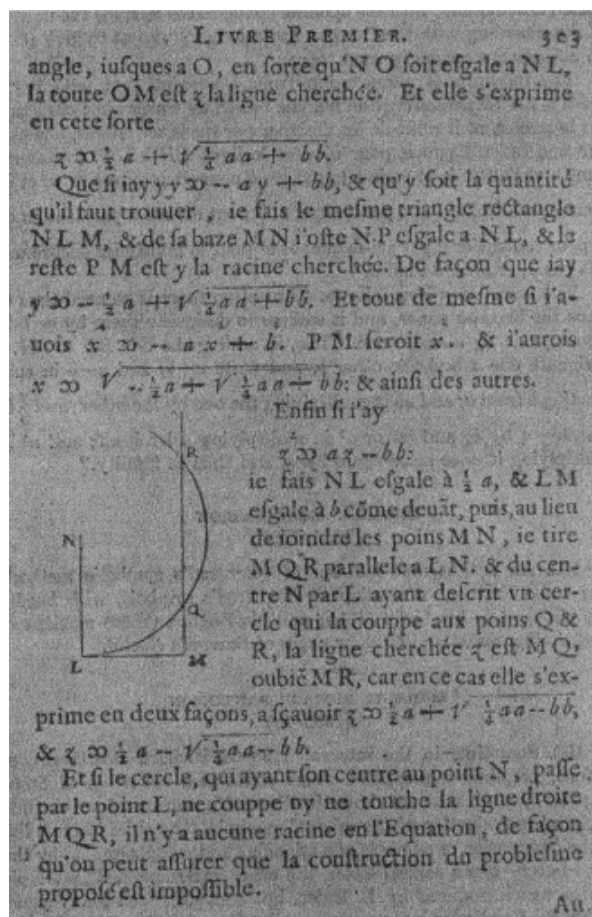 LIVRE PREMIER. 303
angle, iuſques a O, en ſorte qu'N O ſoit eſgale a N L,
la toute OM eſt z la ligne cherchée. Et elle s'exprime
en cete ſorte
z ∞ ½ a + √ ¼ aa + bb.
Que ſi iay yy ∞ -- a y + bb, & qu'y ſoit la quantité
qu'il faut trouuer, ie fais le meſme triangle rectangle
N L M, & de ſa baze M N i'oſte N P eſgale a N L, & le
reſte P M eſt y la racine cherchée. De façon que iay
y ∞ -- ½ a + √ ¼ aa + bb. Et tout de meſme ſi i'a-
uois x⁴ ∞ -- a x² + b². P M ſeroit x². & i'aurois
x ∞ √ -- ½ a + √ ¼ aa + bb: & ainſi des autres.
Enfin ſi i'ay
z² ∞ az -- bb:
ie fais N L eſgale à ½ a, & L M
eſgale à b cõme deuãt, puis, au lieu
de ioindre les poins M N, ie tire
M Q R parallele a L N. & du cen-
tre N par L ayant deſcrit vn cer-
cle qui la couppe aux poins Q &
R, la ligne cherchée z eſt M Q,
oubiẽ M R, car en ce cas elle s'ex-
prime en deux façons, a ſçauoir z ∞ ½ a + √ ¼ aa -- bb,
& z ∞ ½ a -- √ ¼ aa -- bb.
Et ſi le cercle, qui ayant ſon centre au point N, paſſe
par le point L, ne couppe ny ne touche la ligne droite
M Q R, il n'y a aucune racine en l'Equation, de façon
qu'on peut aſſurer que la conſtruction du probleſme
propoſé eſt impoſſible.
Au
R
N
Q
L
M